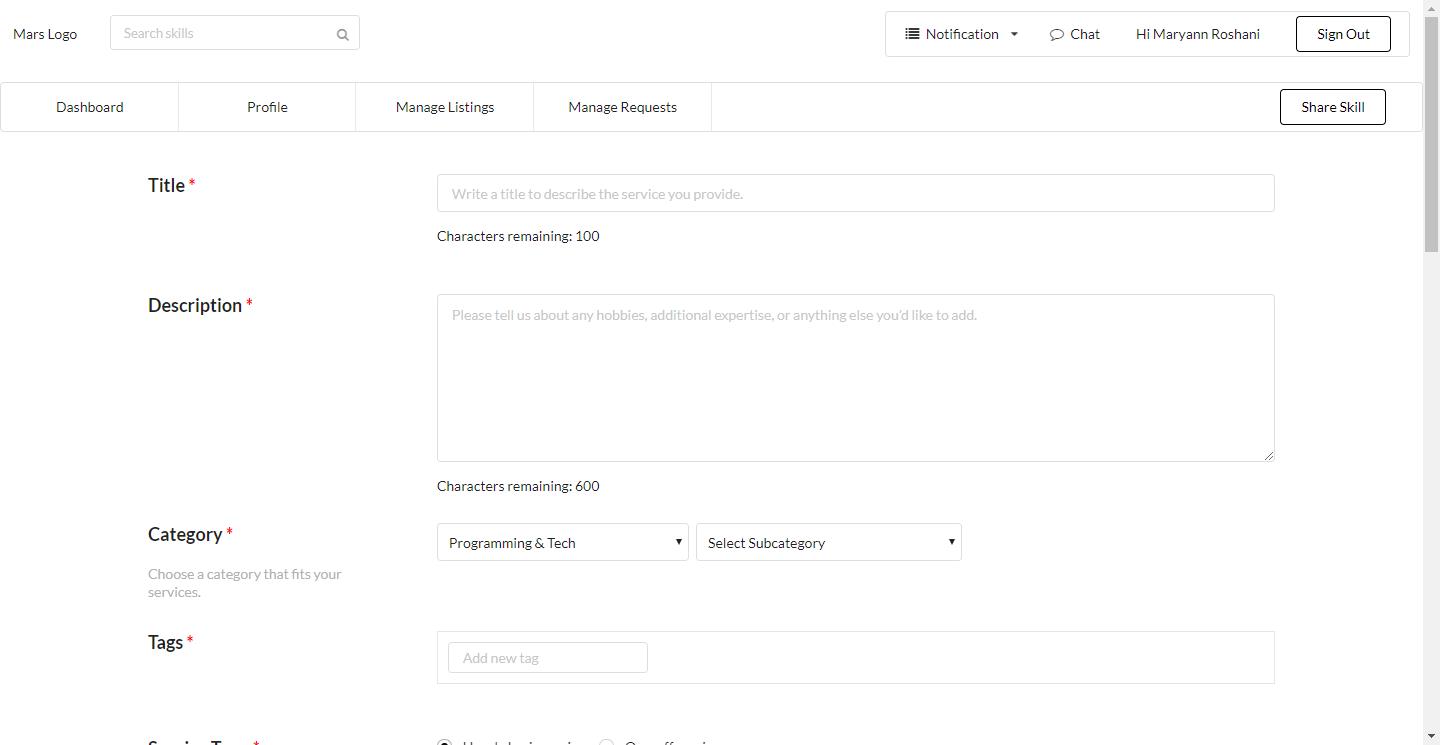 Mars Logo
Search skills
Notification
Chat
Hi Maryann Roshani
Sign Out
Dashboard
Profile
Manage Listings
Manage Requests
Share Skill
Title *
Write a title to describe the service you provide.
Characters remaining: 100
Description *
Please tell us about any hobbies, additional expertise, or anything else you'd like to add.
Characters remaining: 600
Category *
Programming & Tech
Select Subcategory
Choose a category that fits your
services.
Tags *
Add new tag